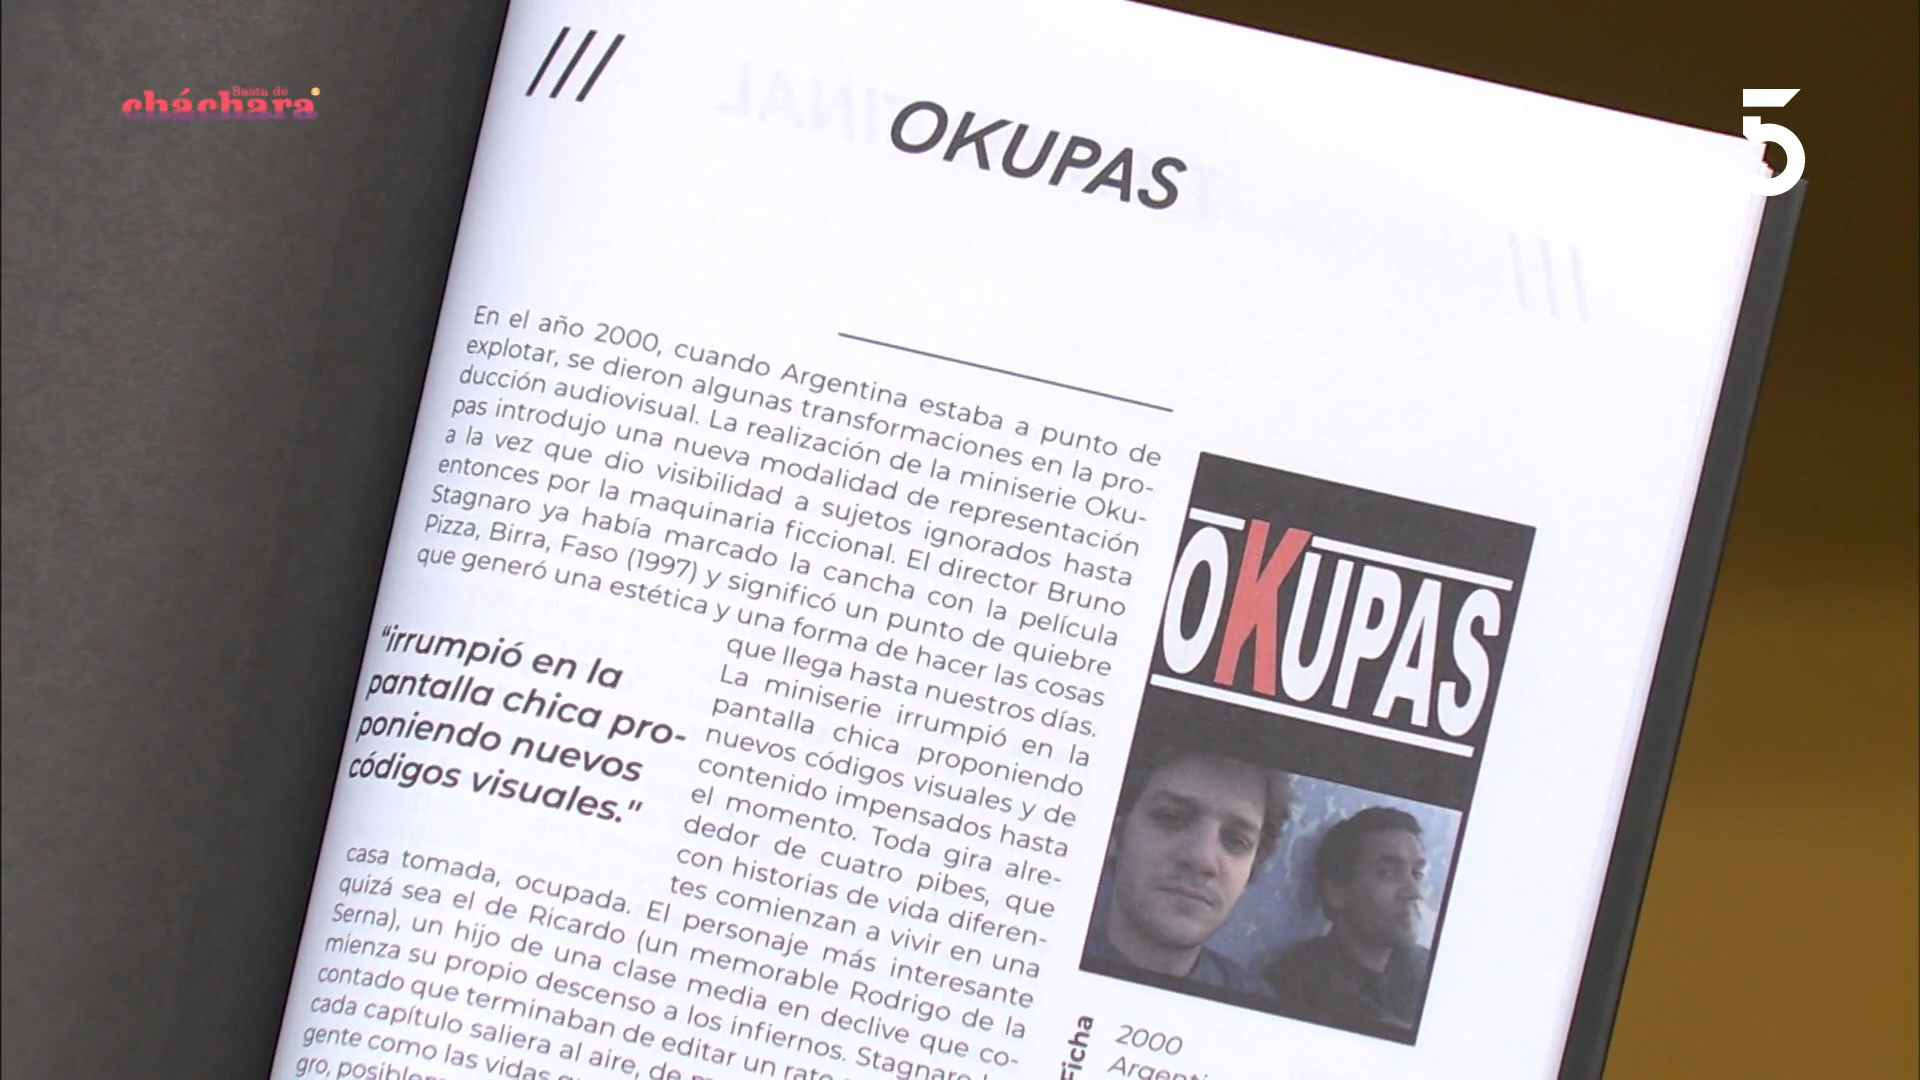 Basta de
cháchara
5
///
OKUPAS
En el año 2000, cuando Argentina estaba a punto de
explotar, se dieron algunas transformaciones en la pro-
ducción audiovisual. La realización de la miniserie Oku-
pas introdujo una nueva modalidad de representación
a la vez que dio visibilidad a sujetos ignorados hasta
entonces por la maquinaria ficcional. El director Bruno
Stagnaro ya había marcado la cancha con la película
Pizza, Birra, Faso (1997) y significó un punto de quiebre
que generó una estética y una forma de hacer las cosas
que llega hasta nuestros días.
La miniserie irrumpió en la
pantalla chica proponiendo
nuevos códigos visuales y de
contenido impensados hasta
el momento. Toda gira alre-
dedor de cuatro pibes, que
con historias de vida diferen-
tes comienzan a vivir en una
"irrumpió en la
pantalla chica pro-
poniendo nuevos
códigos visuales."
casa tomada, ocupada. El personaje más interesante
quizá sea el de Ricardo (un memorable Rodrigo de la
Serna), un hijo de una clase media en declive que co-
mienza su propio descenso a los infiernos. Stagnaro
contado que terminaban de editar un rato
cada capítulo saliera al aire, de
gente como las vidas
gro,
OKUPAS
Ficha
2000